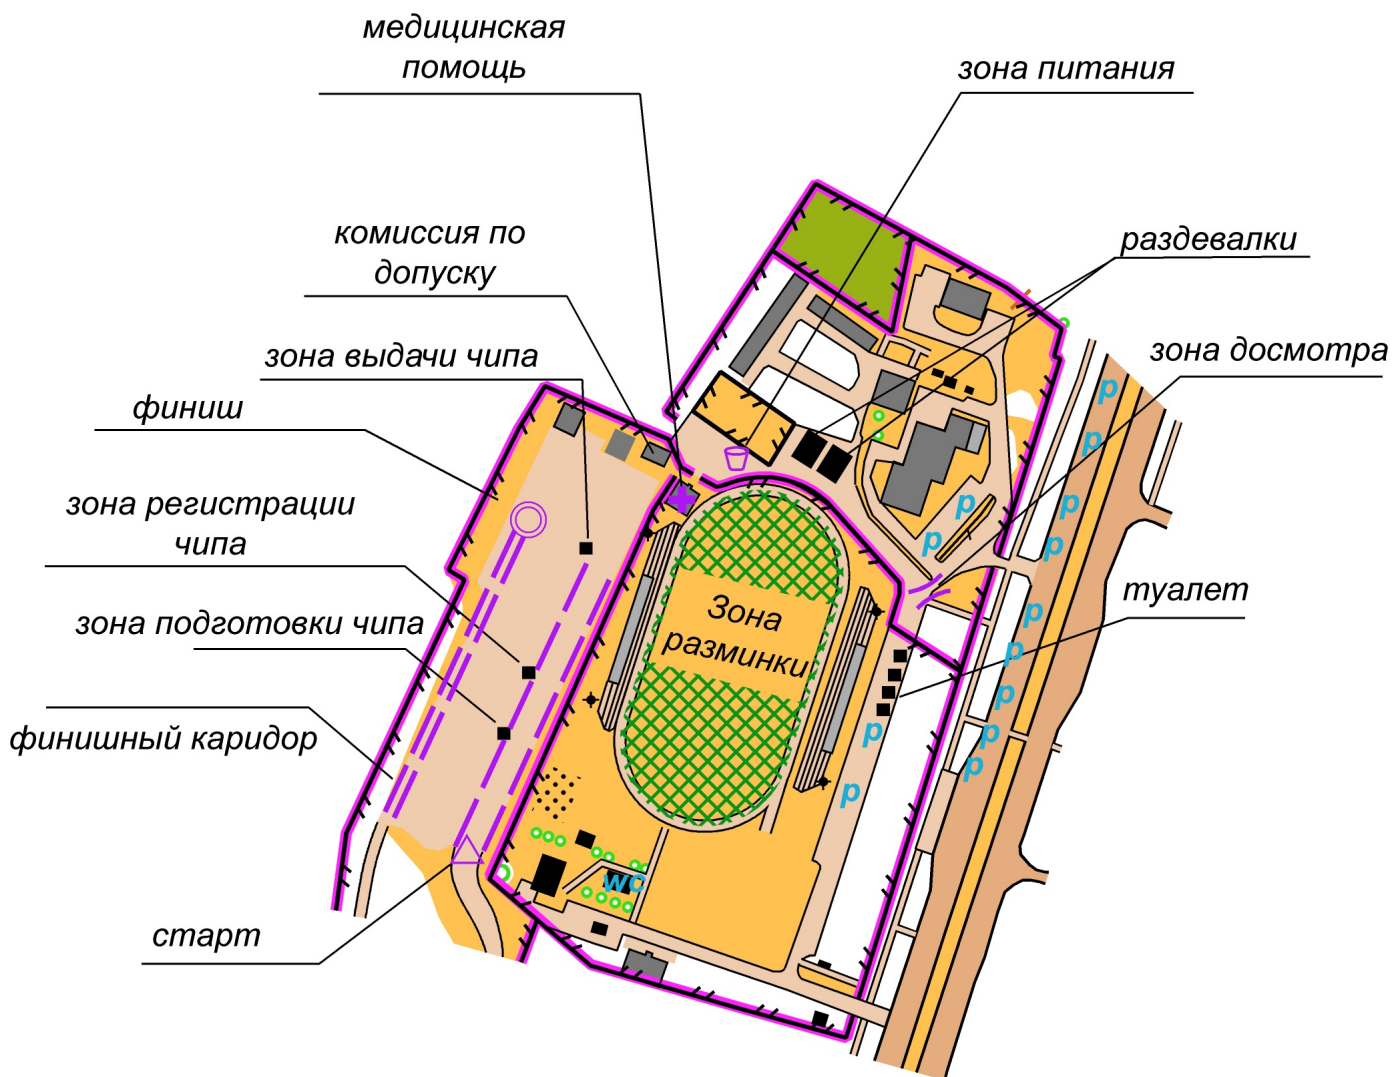 медицинская
помощь
зона питания
комиссия по
допуску
раздевалки
зона выдачи чипа
зона досмотра
финиш
зона регистрации
чипа
туалет
зона подготовки чипа
финишный каридор
старт
Зона
разминки
wc
p
p
p
p
p
p
p
p
p
p
p
p
p
p